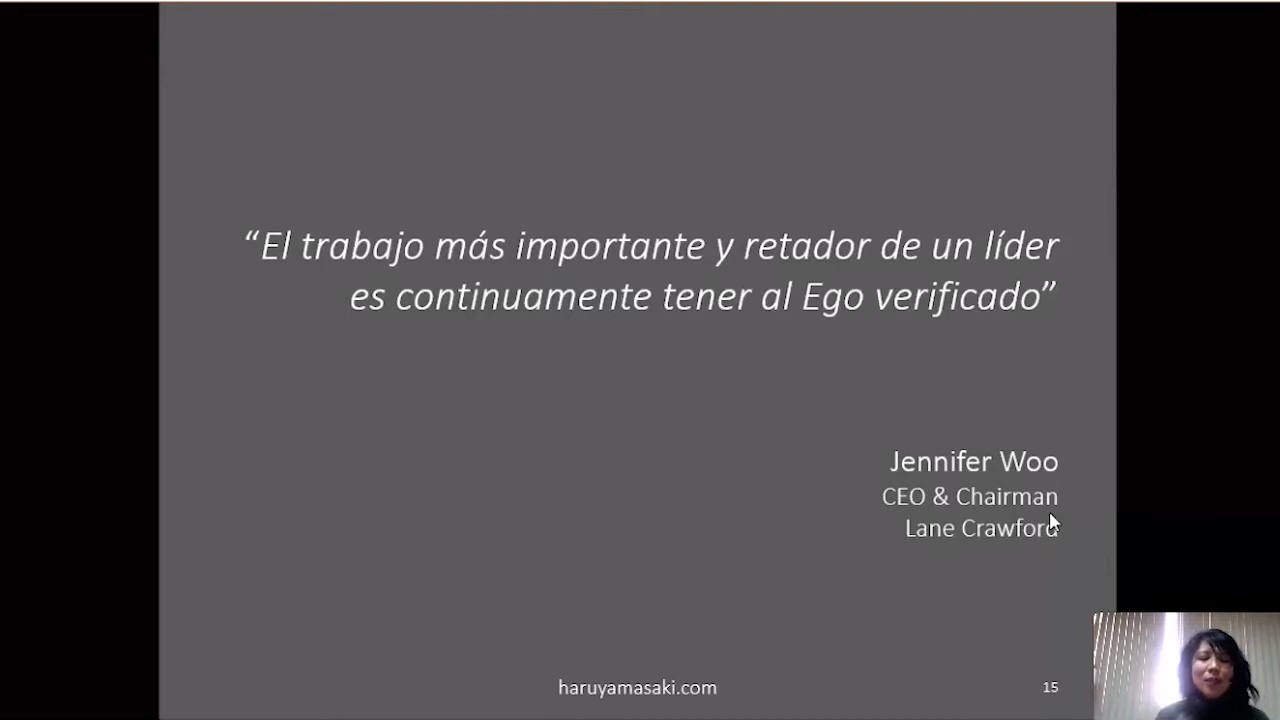 “El trabajo más importante y retador de un líder
es continuamente tener al Ego verificado”
Jennifer Woo
CEO & Chairman
Lane Crawford
haruyamasaki.com
15